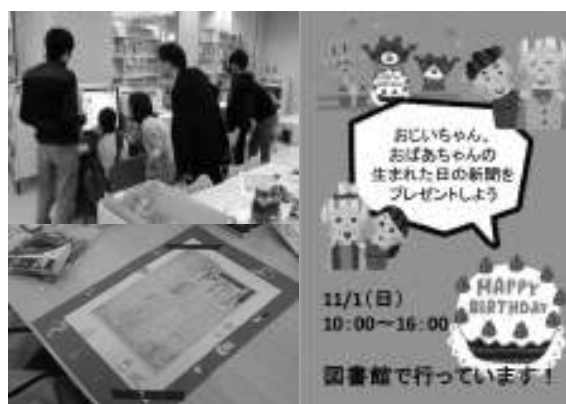 おじいちゃん、
おばあちゃんの
生まれた日の新聞を
プレゼントしよう
HAPPY
BIRTHDAY
11/1(日)
10:00~16:00
図書館で行っています!